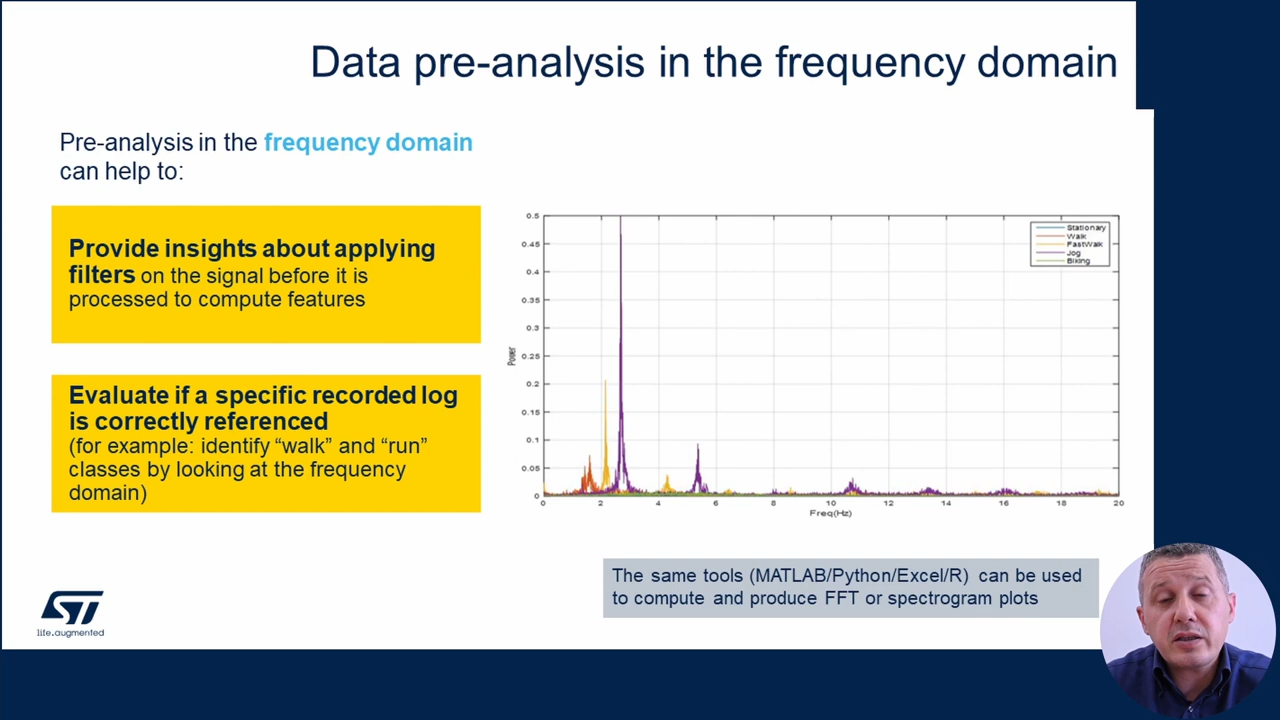 Data pre-analysis in the frequency domain
Pre-analysis in the frequency domain
can help to:
Provide insights about applying
filters on the signal before it is
processed to compute features
Evaluate if a specific recorded log
is correctly referenced
(for example: identify “walk” and “run”
classes by looking at the frequency
domain)
0.5
0.45
0.4
0.35
0.3
0.25
0.2
0.15
0.1
0.05
0
Power
0 2 4 6 8 10 12 14 16 18 20
Freq(Hz)
Stationary
Walk
FastWalk
Jog
Biking
The same tools (MATLAB/Python/Excel/R) can be used
to compute and produce FFT or spectrogram plots
ST
life.augmented